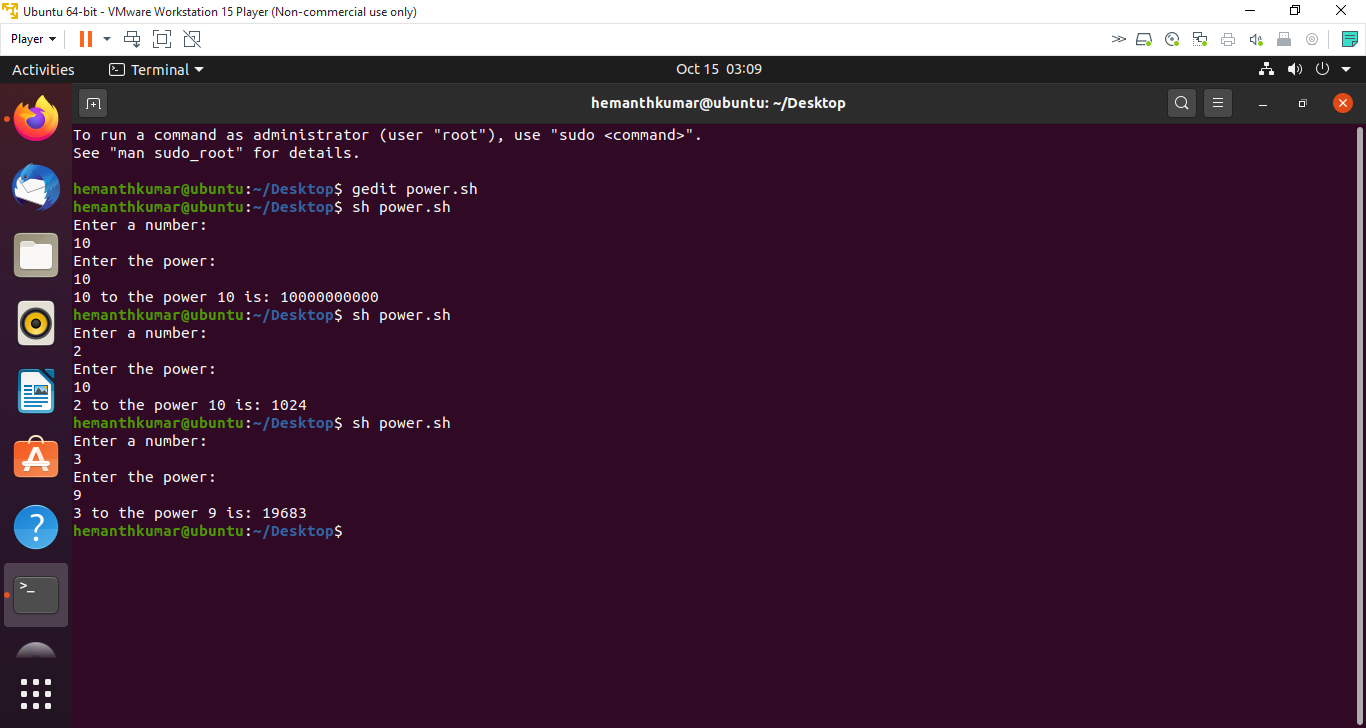 Ubuntu 64-bit - VMware Workstation 15 Player (Non-commercial use only)
Player
Activities Terminal Oct 15 03:09
hemanthkumar@ubuntu: ~/Desktop
To run a command as administrator (user "root"), use "sudo <command>".
See "man sudo_root" for details.
hemanthkumar@ubuntu:~/Desktop$ gedit power.sh
hemanthkumar@ubuntu:~/Desktop$ sh power.sh
Enter a number:
10
Enter the power:
10
10 to the power 10 is: 10000000000
hemanthkumar@ubuntu:~/Desktop$ sh power.sh
Enter a number:
2
Enter the power:
10
2 to the power 10 is: 1024
hemanthkumar@ubuntu:~/Desktop$ sh power.sh
Enter a number:
3
Enter the power:
9
3 to the power 9 is: 19683
hemanthkumar@ubuntu:~/Desktop$